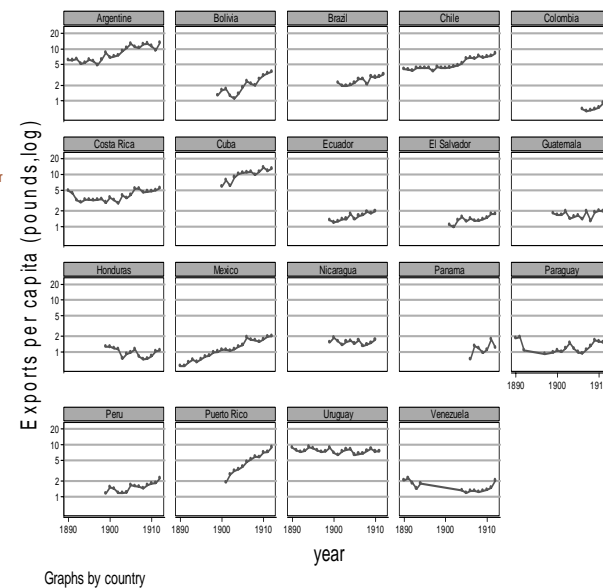 Argentine Bolivia Brazil Chile Colombia
20
10
5
2
1
Costa Rica Cuba Ecuador El Salvador Guatemala
20
10
5
2
1
Honduras Mexico Nicaragua Panama Paraguay
20
10
5
2
1
1890 1900 191
Peru Puerto Rico Uruguay Venezuela
20
10
5
2
1
1890 1900 1910 1890 1900 1910 1890 1900 1910 1890 1900 1910
Exports per capita (pounds,log)
year
Graphs by country
r